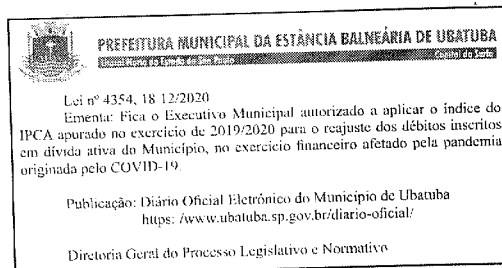 PREFEITURA MUNICIPAL DA ESTÂNCIA BALNEÁRIA DE UBATUBA
Capital do Surfe
Lei nº 4354, 18 12/2020
Ementa: Fica o Executivo Municipal autorizado a aplicar o índice do
IPCA apurado no exercício de 2019/2020 para o reajuste dos débitos inscritos
em dívida ativa do Município, no exercício financeiro afetado pela pandemia
originada pelo COVID-19.
Publicação: Diário Oficial Eletrônico do Município de Ubatuba
https: /www.ubatuba.sp.gov.br/diario-oficial/
Diretoria Geral do Processo Legislativo e Normativo